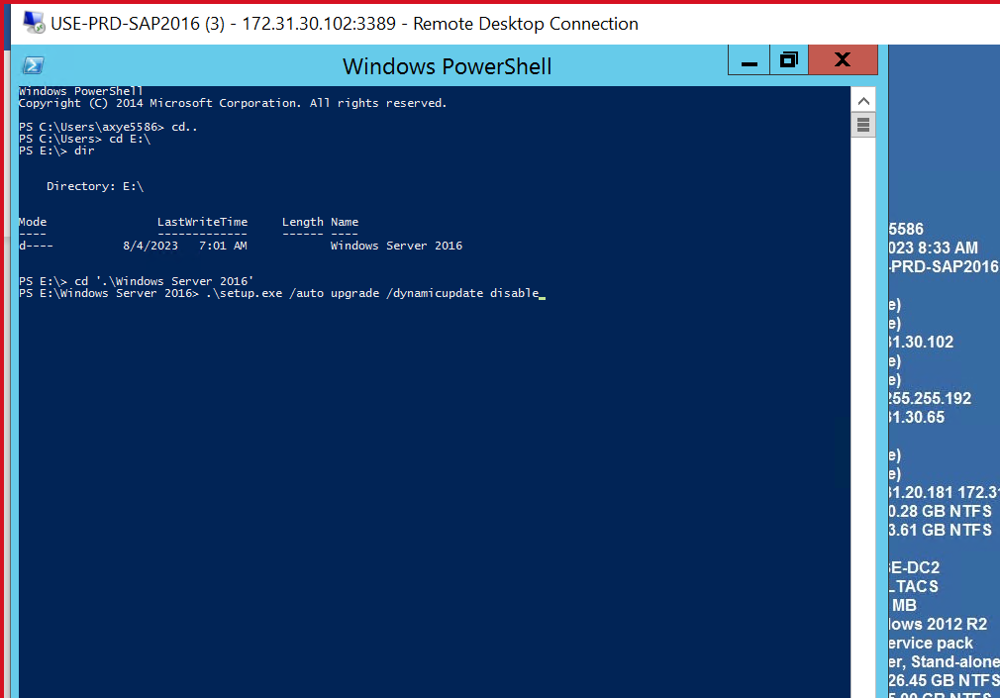 USE-PRD-SAP2016 (3) - 172.31.30.102:3389 - Remote Desktop Connection
Windows PowerShell
Windows PowerShell
Copyright (C) 2014 Microsoft Corporation. All rights reserved.
PS C:\Users\axye5586> cd..
PS C:\Users> cd E:\
PS E:\> dir
Directory: E:\
Mode LastWriteTime Length Name
---- ------------- ------ ----
d---- 8/4/2023 7:01 AM Windows Server 2016
PS E:\> cd '.\Windows Server 2016'
PS E:\Windows Server 2016> .\setup.exe /auto upgrade /dynamicupdate disable_
5586
023 8:33 AM
-PRD-SAP2016
e)
e)
31.30.102
e)
e)
255.255.192
31.30.65
e)
e)
31.20.181 172.31
0.28 GB NTFS
3.61 GB NTFS
SE-DC2
LTACS
MB
dows 2012 R2
ervice pack
er, Stand-alone
26.45 GB NTFS